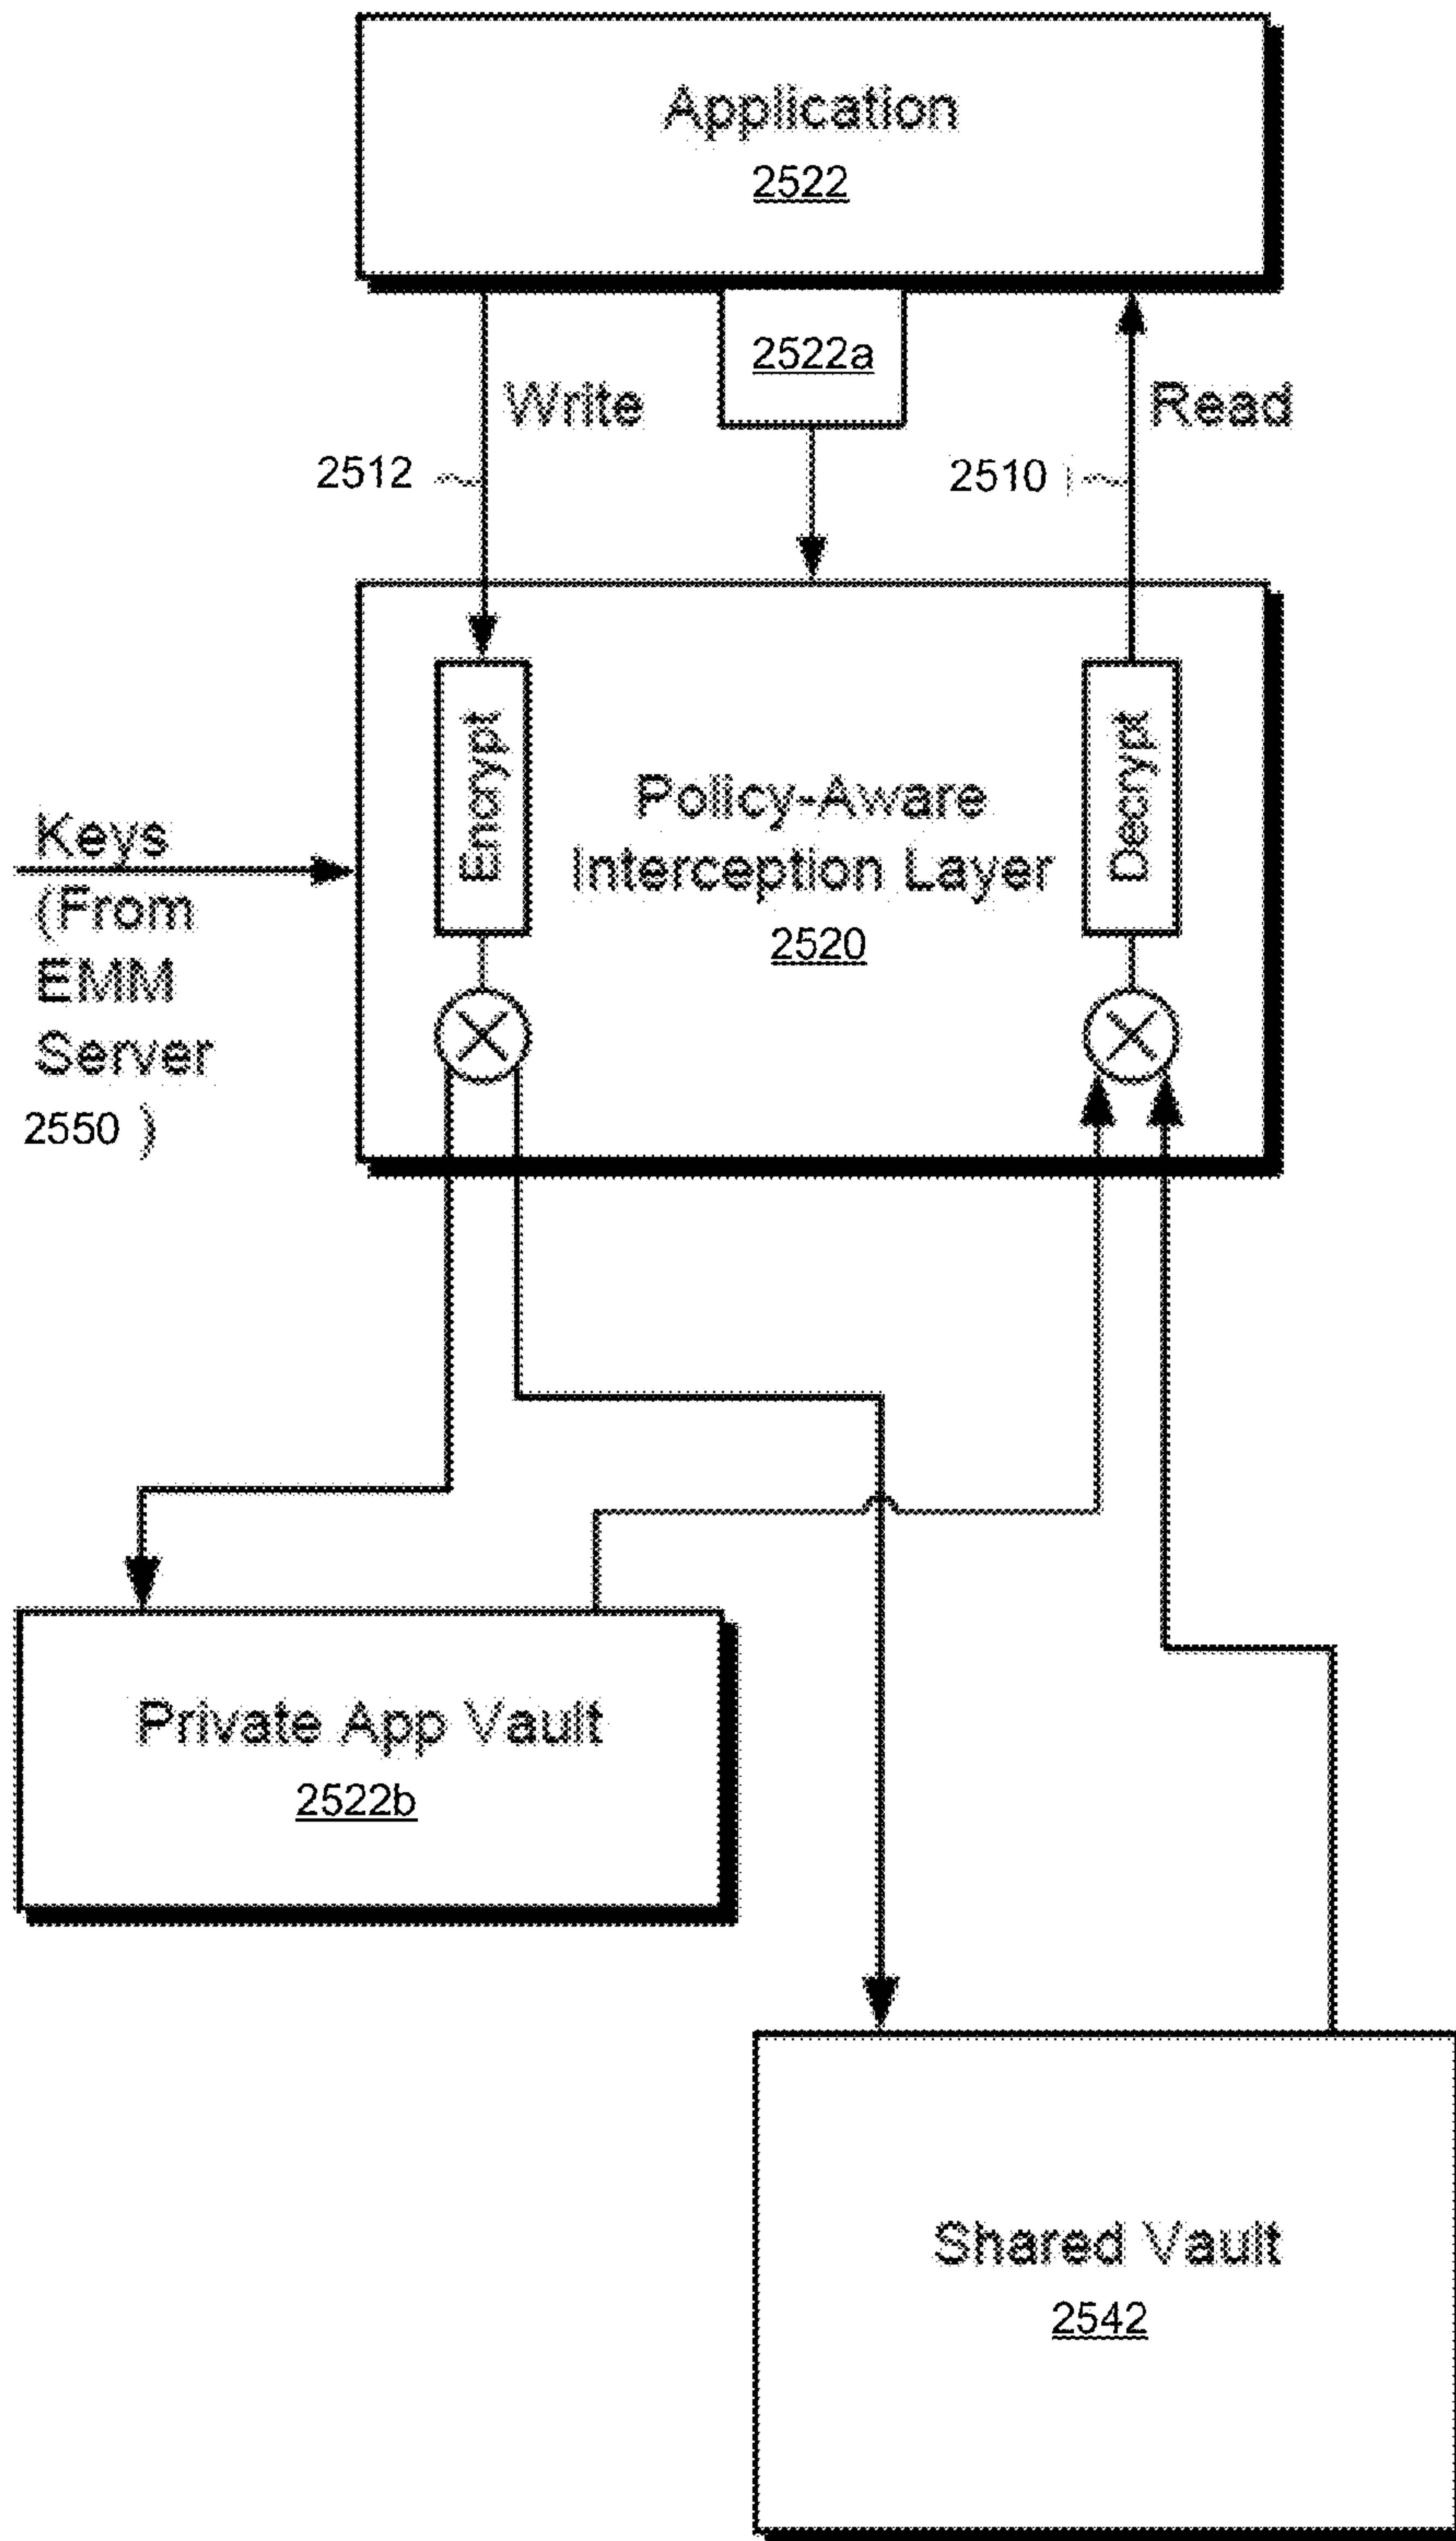 Application
2522
2522a
Write
Read
2512
2510
Encrypt
Decrypt
Policy-Aware
Interception Layer
2520
Keys
(From
EMM
Server
2550 )
Private App Vault
2522b
Shared Vault
2542